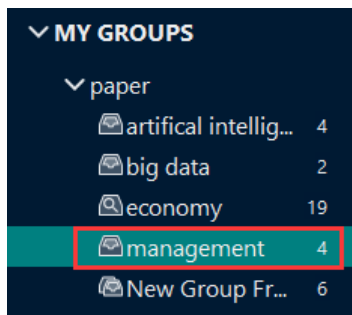 MY GROUPS
paper
artifical intellig... 4
big data 2
economy 19
management 4
New Group Fr... 6